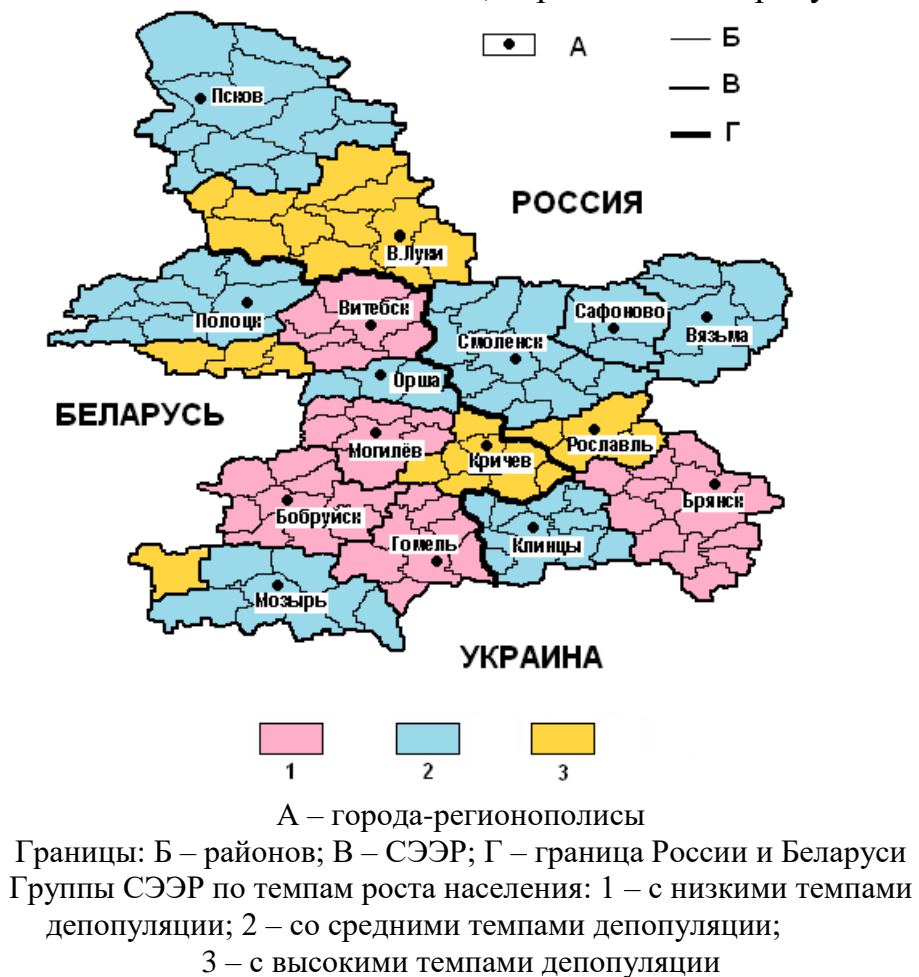 А
Б
В
Г
Псков
РОССИЯ
В.Луки
Полоцк
Витебск
Сафоново
Вязьма
Смоленск
Орша
БЕЛАРУСЬ
Могилёв
Кричев
Рославль
Брянск
Бобруйск
Гомель
Клинцы
Мозырь
УКРАИНА
1 2 3
А – города-регионополисы
Границы: Б – районов; В – СЭЭР; Г – граница России и Беларуси
Группы СЭЭР по темпам роста населения: 1 – с низкими темпами
депопуляции; 2 – со средними темпами депопуляции;
3 – с высокими темпами депопуляции